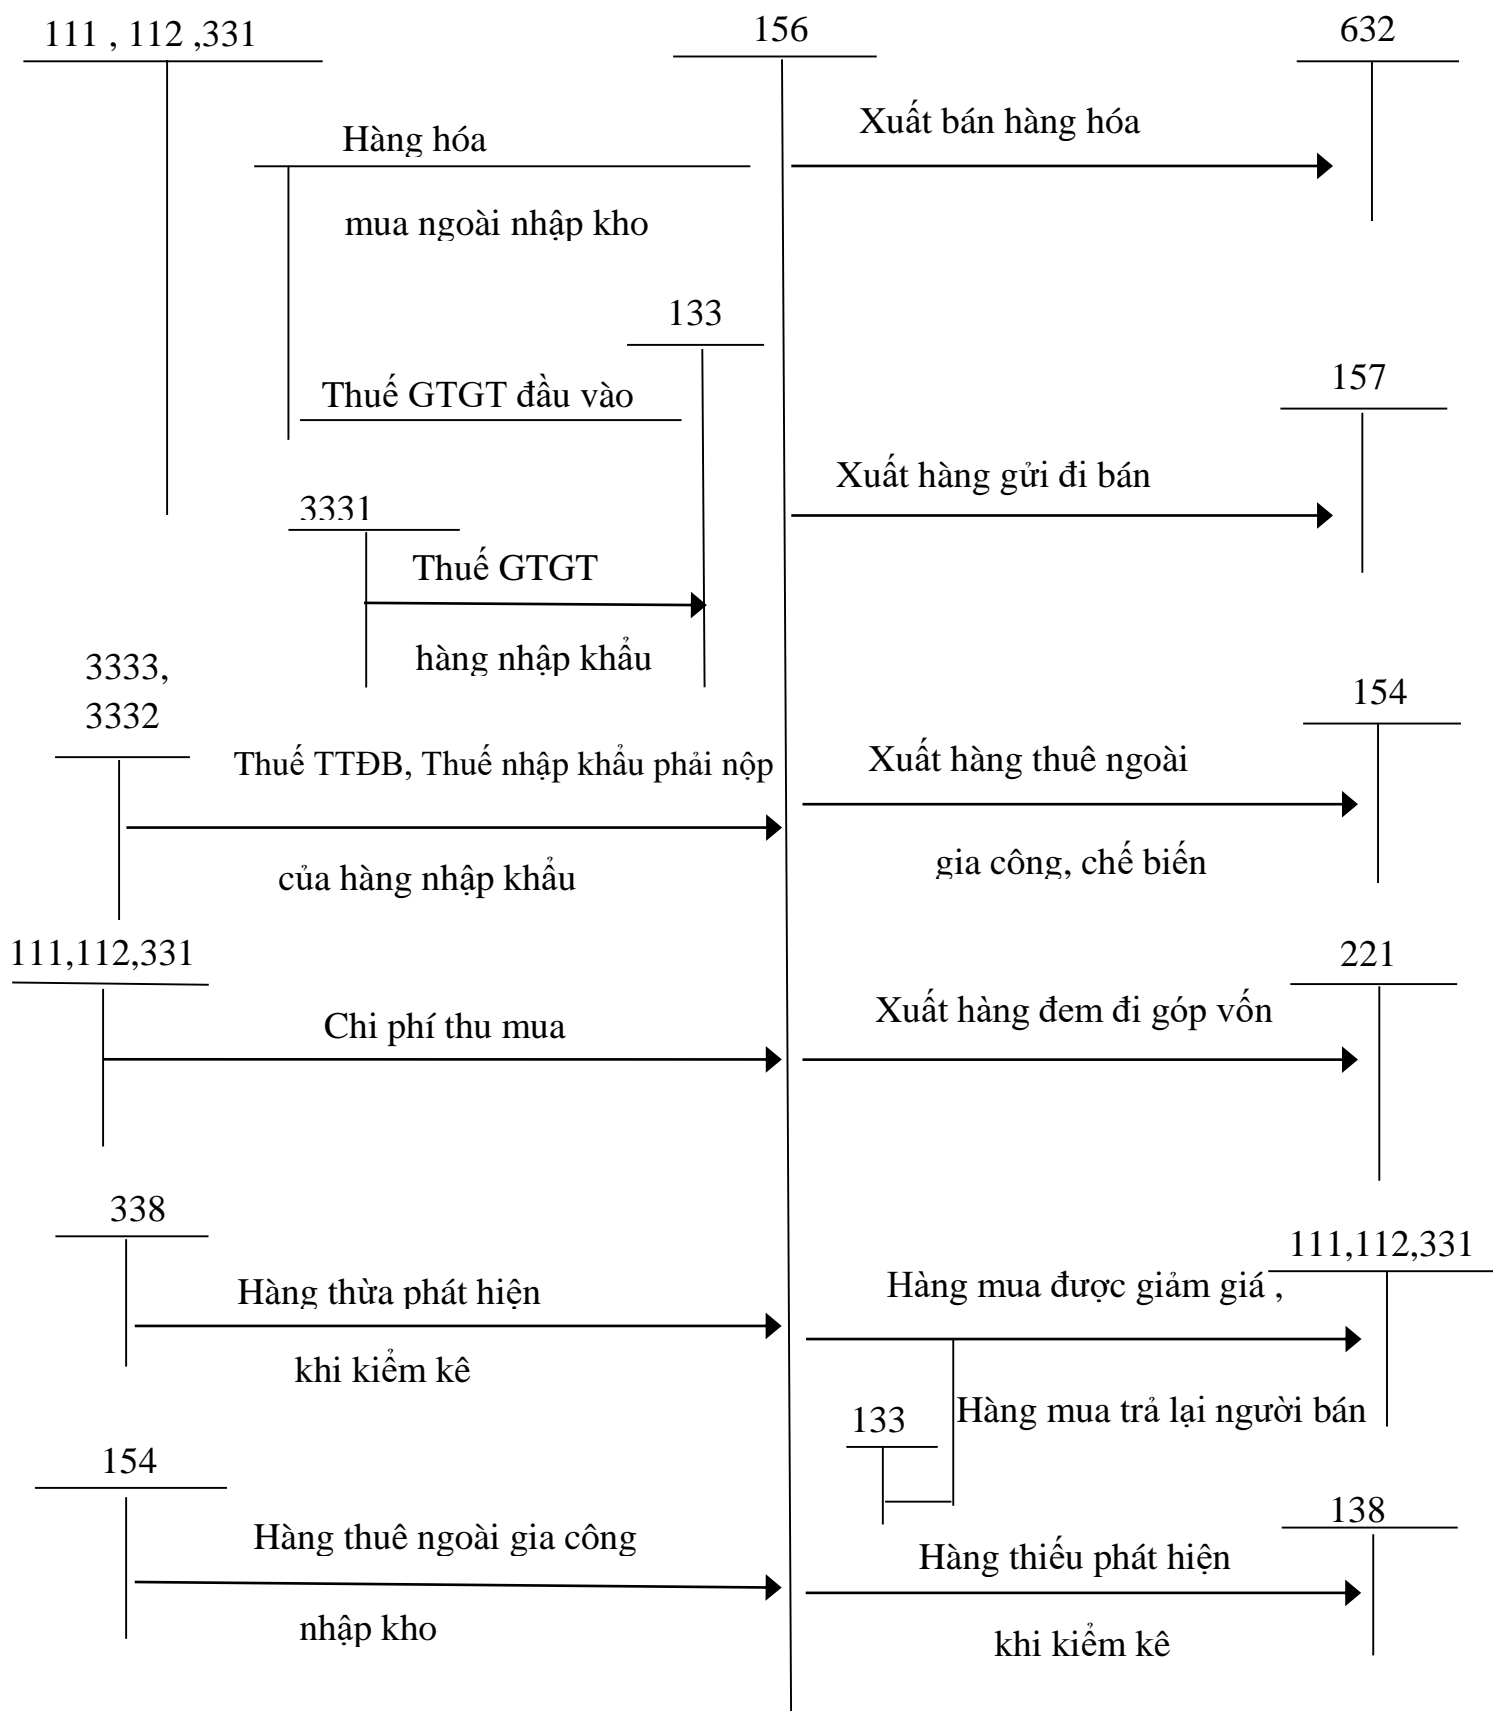 111 , 112 ,331
156
632
Hàng hóa
Xuất bán hàng hóa
mua ngoài nhập kho
133
Thuế GTGT đầu vào
157
Xuất hàng gửi đi bán
3331
Thuế GTGT
hàng nhập khẩu
3333,
3332
154
Thuế TTĐB, Thuế nhập khẩu phải nộp
Xuất hàng thuê ngoài
của hàng nhập khẩu
gia công, chế biến
111,112,331
221
Chi phí thu mua
Xuất hàng đem đi góp vốn
338
111,112,331
Hàng thừa phát hiện
Hàng mua được giảm giá ,
khi kiểm kê
133
Hàng mua trả lại người bán
154
138
Hàng thuê ngoài gia công
Hàng thiếu phát hiện
nhập kho
khi kiểm kê